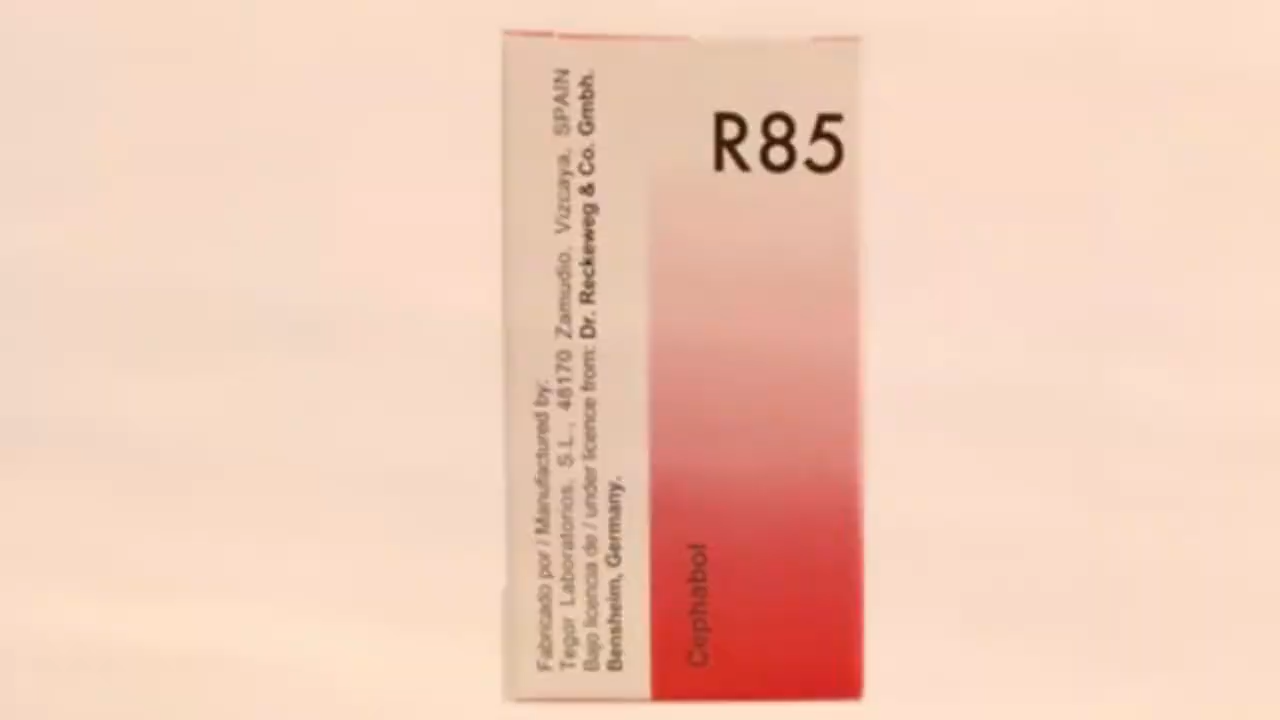 R85
Cephabol
Fabricado por / Manufactured by:
Tegor Laboratorios, S.L., 48170 Zamudio, Vizcaya, SPAIN
Bajo licencia de / under licence from: Dr. Reckeweg & Co. Gmbh.
Bensheim, Germany.